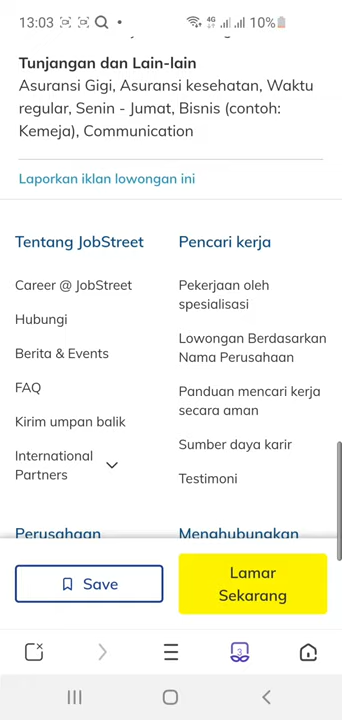 13:03 4G 10%
Tunjangan dan Lain-lain
Asuransi Gigi, Asuransi kesehatan, Waktu
regular, Senin - Jumat, Bisnis (contoh:
Kemeja), Communication
Laporkan iklan lowongan ini
Tentang JobStreet
Career @ JobStreet
Hubungi
Berita & Events
FAQ
Kirim umpan balik
International
Partners
Pencari kerja
Pekerjaan oleh
spesialisasi
Lowongan Berdasarkan
Nama Perusahaan
Panduan mencari kerja
secara aman
Sumber daya karir
Testimoni
Perusahaan
Menghubungkan
Save
Lamar
Sekarang
3